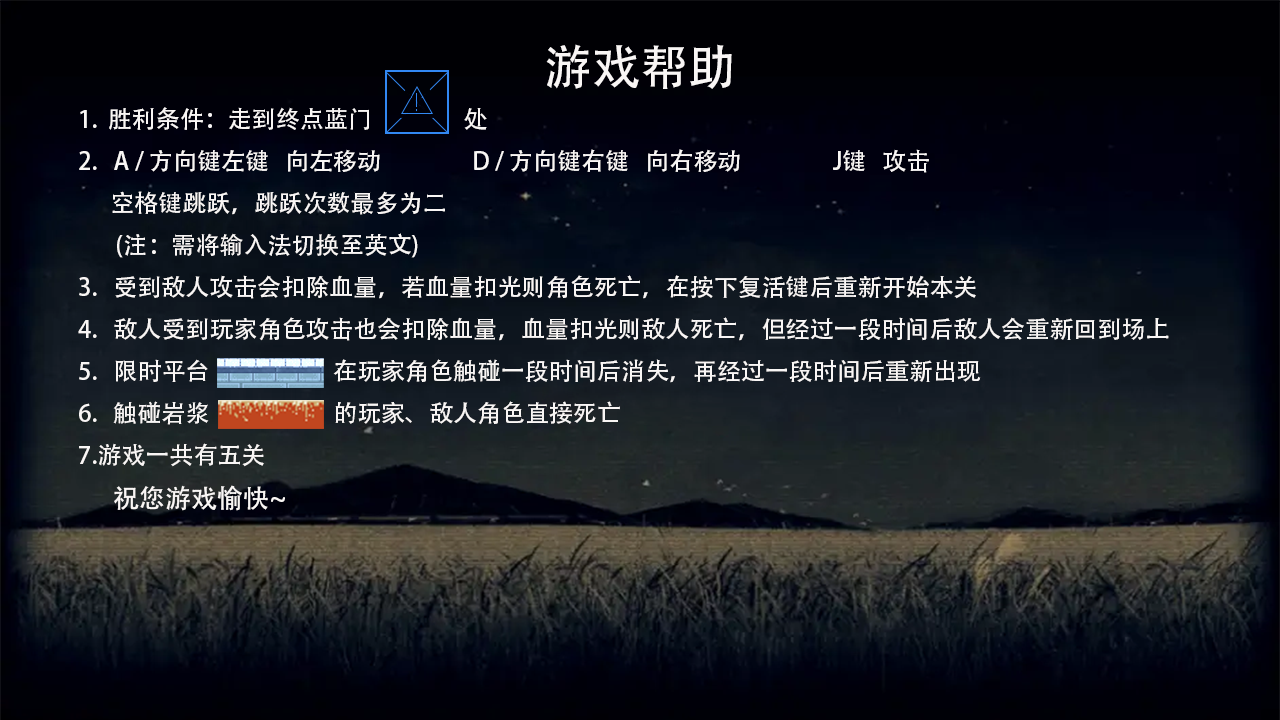 游戏帮助
1. 胜利条件：走到终点蓝门 处
2. A / 方向键左键 向左移动 D / 方向键右键 向右移动 J键 攻击
空格键跳跃，跳跃次数最多为二
(注：需将输入法切换至英文)
3. 受到敌人攻击会扣除血量，若血量扣光则角色死亡，在按下复活键后重新开始本关
4. 敌人受到玩家角色攻击也会扣除血量，血量扣光则敌人死亡，但经过一段时间后敌人会重新回到场上
5. 限时平台 在玩家角色触碰一段时间后消失，再经过一段时间后重新出现
6. 触碰岩浆 的玩家、敌人角色直接死亡
7.游戏一共有五关
祝您游戏愉快~